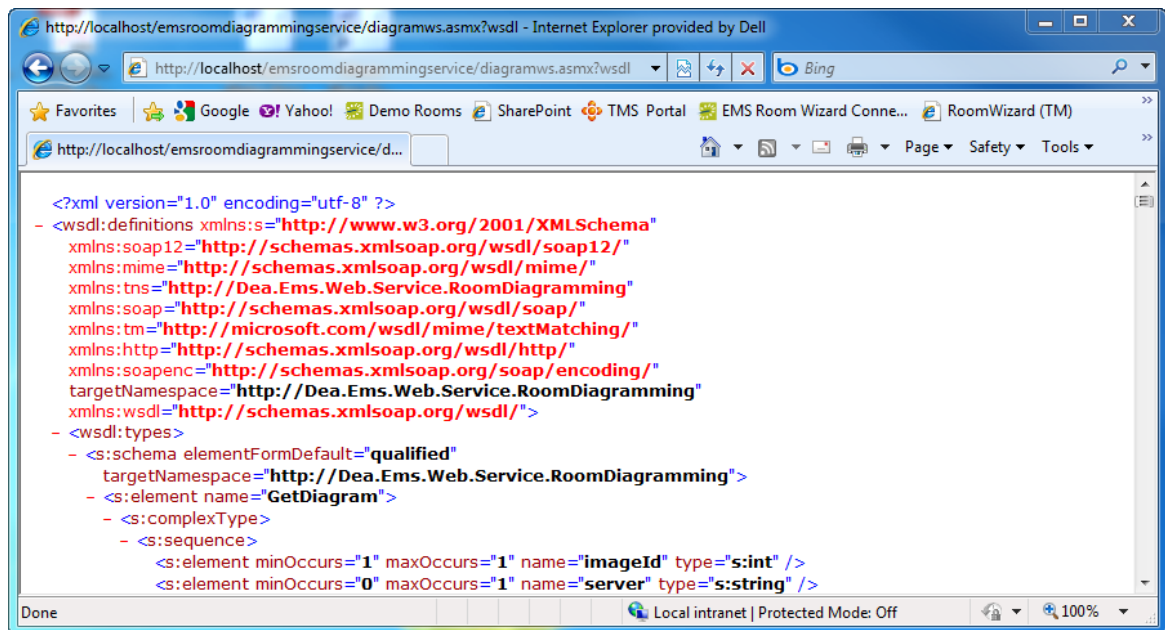 http://localhost/emsroomdiagrammingservice/diagramws.asmx?wsdl - Internet Explorer provided by Dell
http://localhost/emsroomdiagrammingservice/diagramws.asmx?wsdl Bing
Favorites Google Yahoo! Demo Rooms SharePoint TMS Portal EMS Room Wizard Conne... RoomWizard (TM) »
http://localhost/emsroomdiagrammingservice/d... Page Safety Tools »
<?xml version="1.0" encoding="utf-8" ?>
- <wsdl:definitions xmlns:s="http://www.w3.org/2001/XMLSchema"
xmlns:soap12="http://schemas.xmlsoap.org/wsdl/soap12/"
xmlns:mime="http://schemas.xmlsoap.org/wsdl/mime/"
xmlns:tns="http://Dea.Ems.Web.Service.RoomDiagramming"
xmlns:soap="http://schemas.xmlsoap.org/wsdl/soap/"
xmlns:tm="http://microsoft.com/wsdl/mime/textMatching/"
xmlns:http="http://schemas.xmlsoap.org/wsdl/http/"
xmlns:soapenc="http://schemas.xmlsoap.org/soap/encoding/"
targetNamespace="http://Dea.Ems.Web.Service.RoomDiagramming"
xmlns:wsdl="http://schemas.xmlsoap.org/wsdl/">
- <wsdl:types>
- <s:schema elementFormDefault="qualified"
targetNamespace="http://Dea.Ems.Web.Service.RoomDiagramming">
- <s:element name="GetDiagram">
- <s:complexType>
- <s:sequence>
<s:element minOccurs="1" maxOccurs="1" name="imageId" type="s:int" />
<s:element minOccurs="0" maxOccurs="1" name="server" type="s:string" />
Done Local intranet | Protected Mode: Off 100%